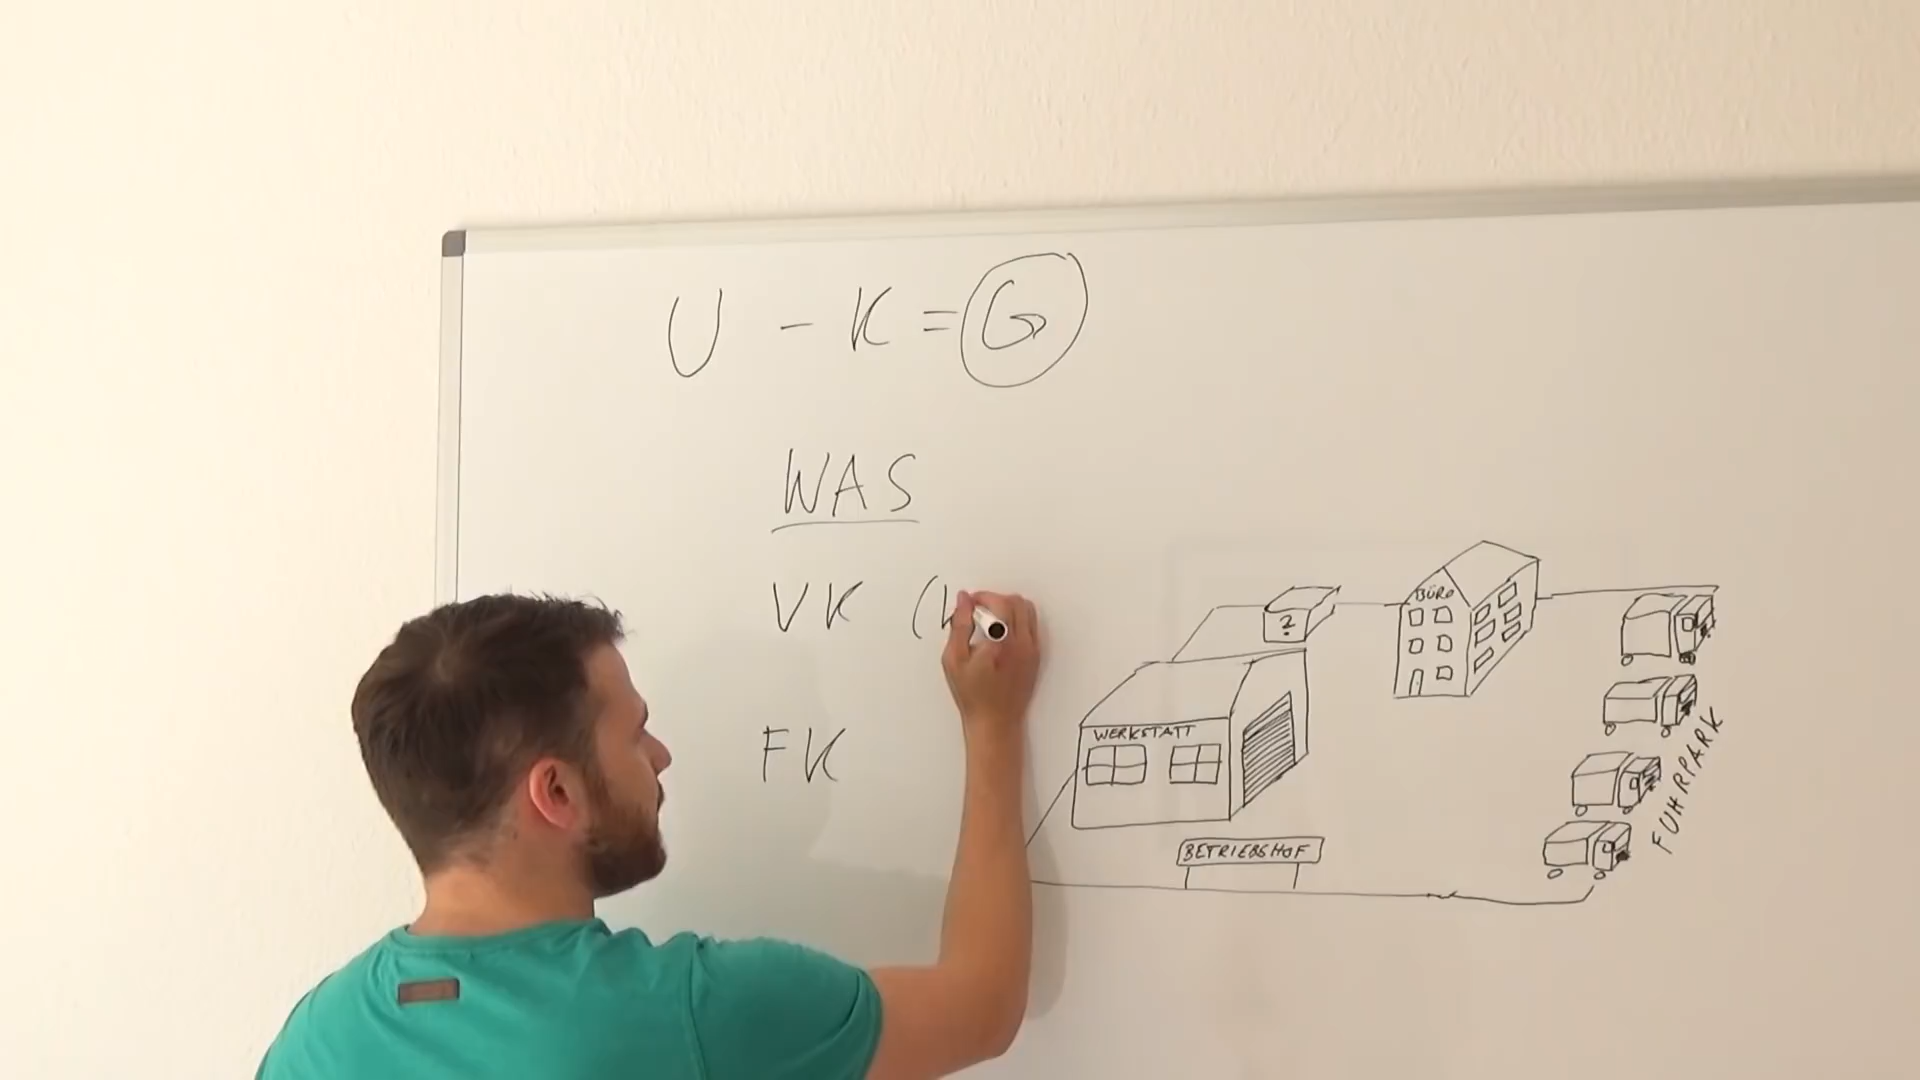 U - K = G
WAS
VK (
FK
?
BÜRO
WERKSTATT
BETRIEBSHOF
FUHRPARK